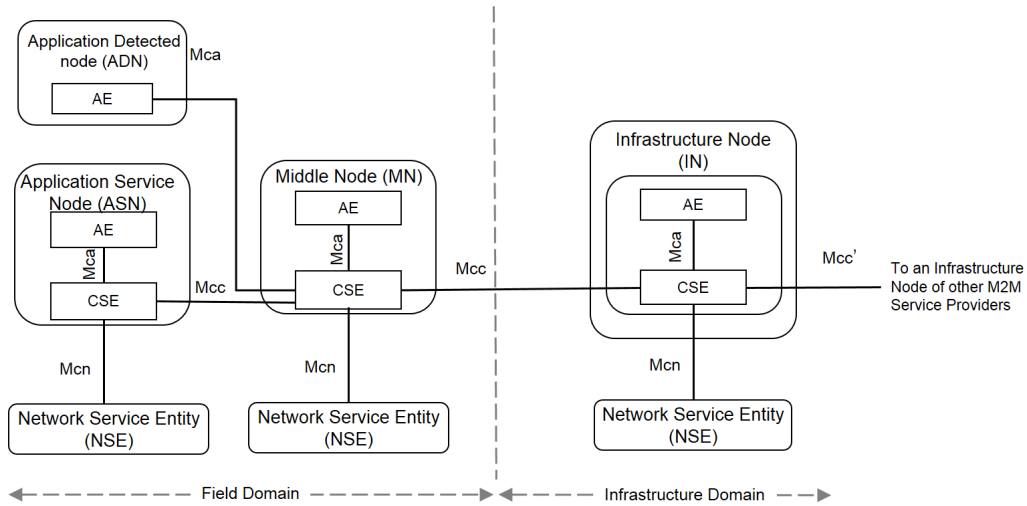 Application Detected
node (ADN)
Mca
AE
Application Service
Node (ASN)
AE
Mca
CSE
Mcc
Mcn
Network Service Entity
(NSE)
Middle Node (MN)
AE
Mca
CSE
Mcc
Mcn
Network Service Entity
(NSE)
Infrastructure Node
(IN)
AE
Mca
CSE
Mcc’
To an Infrastructure
Node of other M2M
Service Providers
Mcn
Network Service Entity
(NSE)
Field Domain
Infrastructure Domain